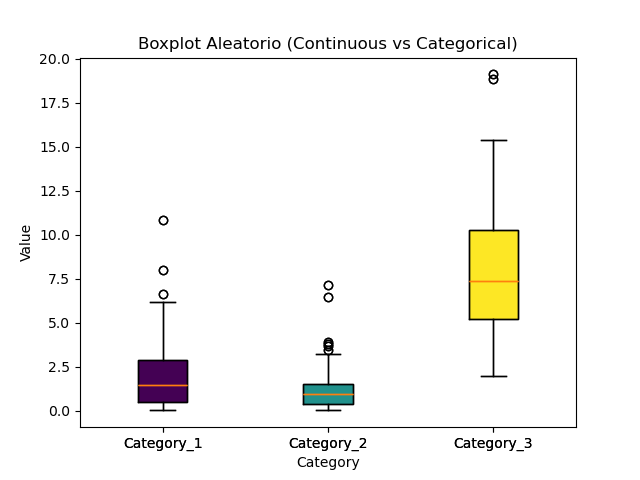 Boxplot Aleatorio (Continuous vs Categorical)
20.0
17.5
15.0
12.5
10.0
7.5
5.0
2.5
0.0
Value
Category_1 Category_2 Category_3
Category